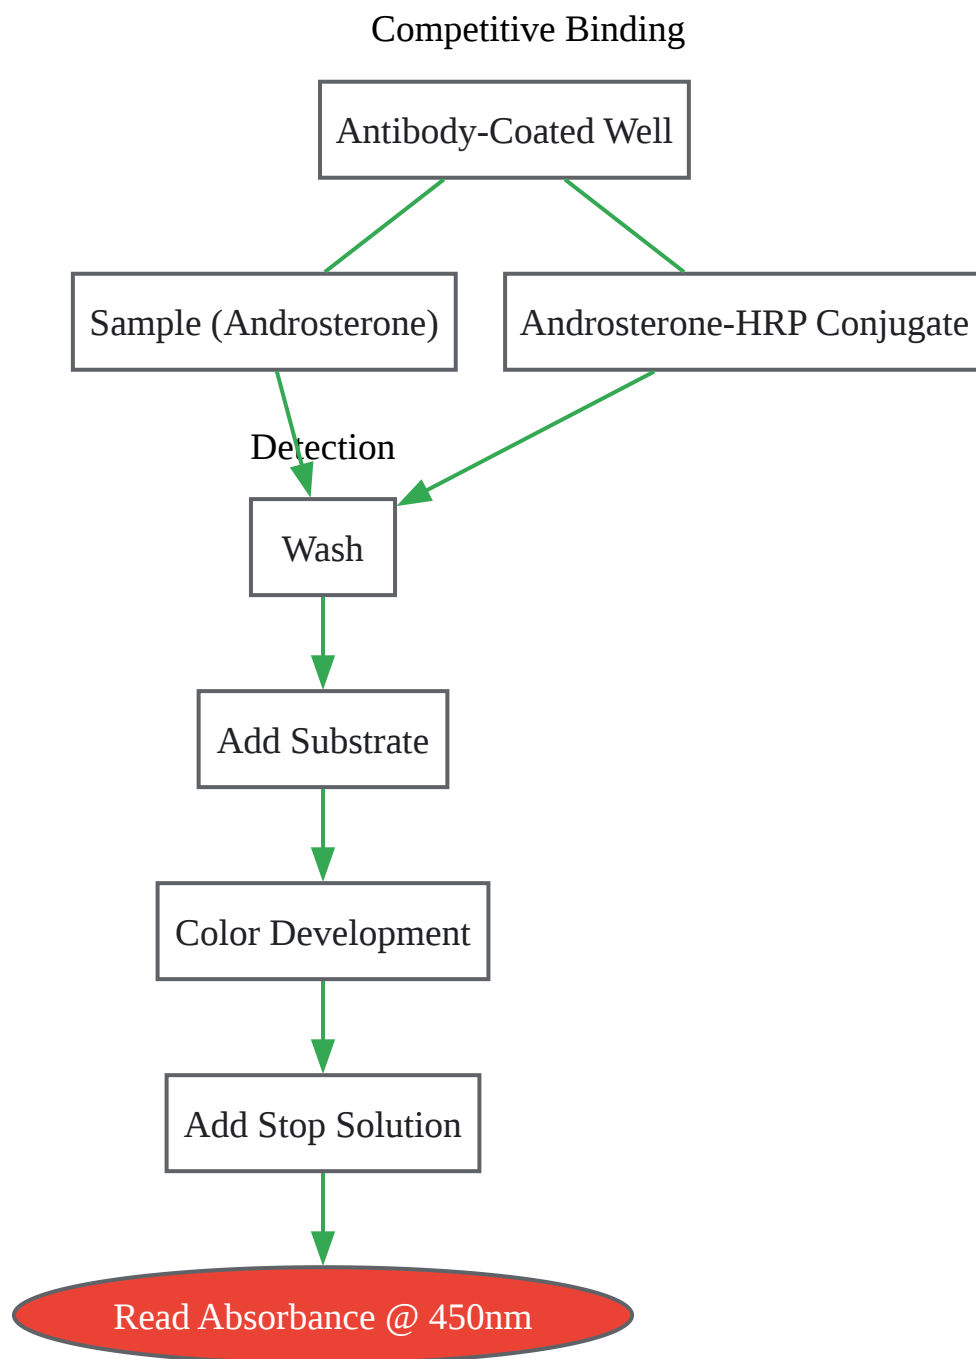 Competitive Binding
Antibody-Coated Well
Sample (Androsterone)
Androsterone-HRP Conjugate
Detection
Wash
Add Substrate
Color Development
Add Stop Solution
Read Absorbance @ 450nm